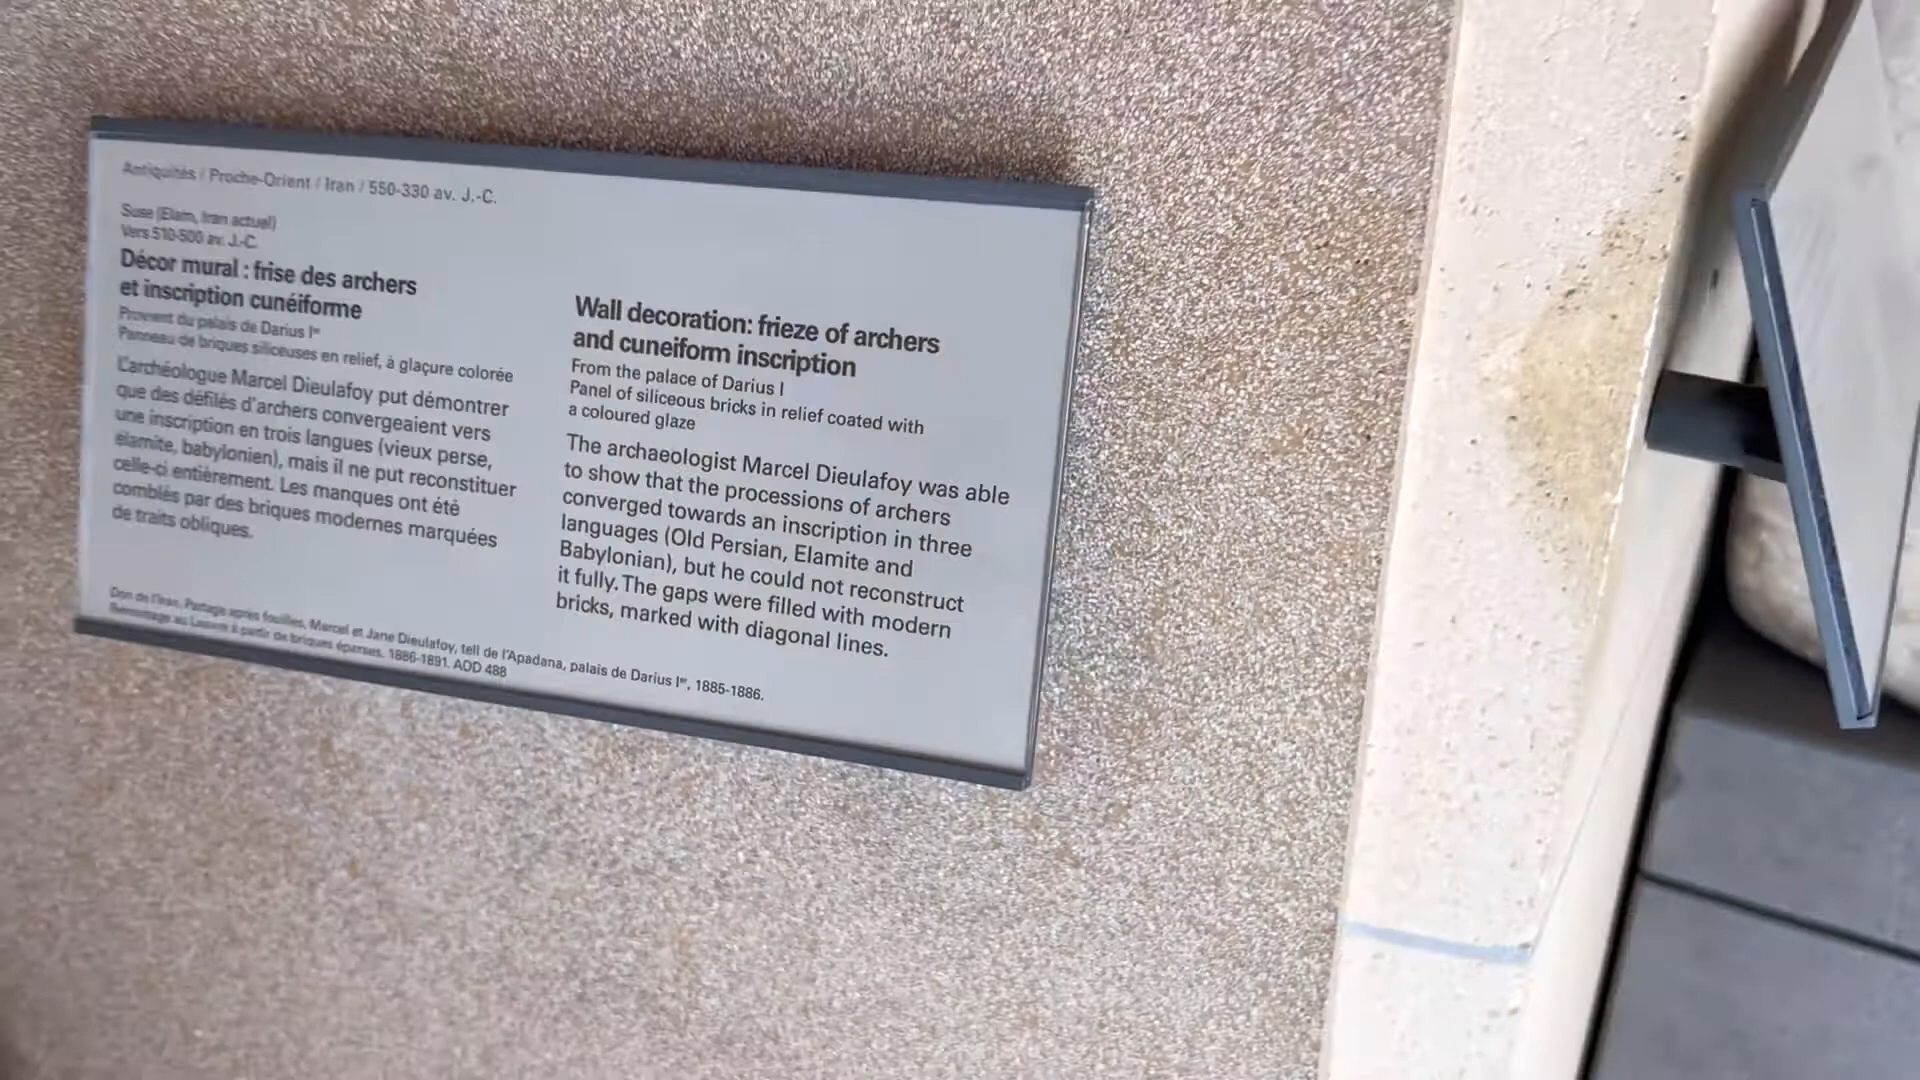 Antiquités / Proche-Orient / Iran / 550-330 av. J.-C.
Suse (Elam, Iran actuel)
Vers 510-500 av. J.-C.
Décor mural : frise des archers
et inscription cunéiforme
Provient du palais de Darius Iᵉʳ
Panneau de briques siliceuses en relief, à glaçure colorée
L'archéologue Marcel Dieulafoy put démontrer
que des défilés d'archers convergeaient vers
une inscription en trois langues (vieux perse,
élamite, babylonien), mais il ne put reconstituer
celle-ci entièrement. Les manques ont été
comblés par des briques modernes marquées
de traits obliques.
Wall decoration: frieze of archers
and cuneiform inscription
From the palace of Darius I
Panel of siliceous bricks in relief coated with
a coloured glaze
The archaeologist Marcel Dieulafoy was able
to show that the processions of archers
converged towards an inscription in three
languages (Old Persian, Elamite and
Babylonian), but he could not reconstruct
it fully. The gaps were filled with modern
bricks, marked with diagonal lines.
Don de l'Iran. Partage après fouilles, Marcel et Jane Dieulafoy, tell de l'Apadana, palais de Darius Iᵉʳ, 1885-1886.
Remontage au Louvre à partir de briques éparses. 1886-1891. AOD 488